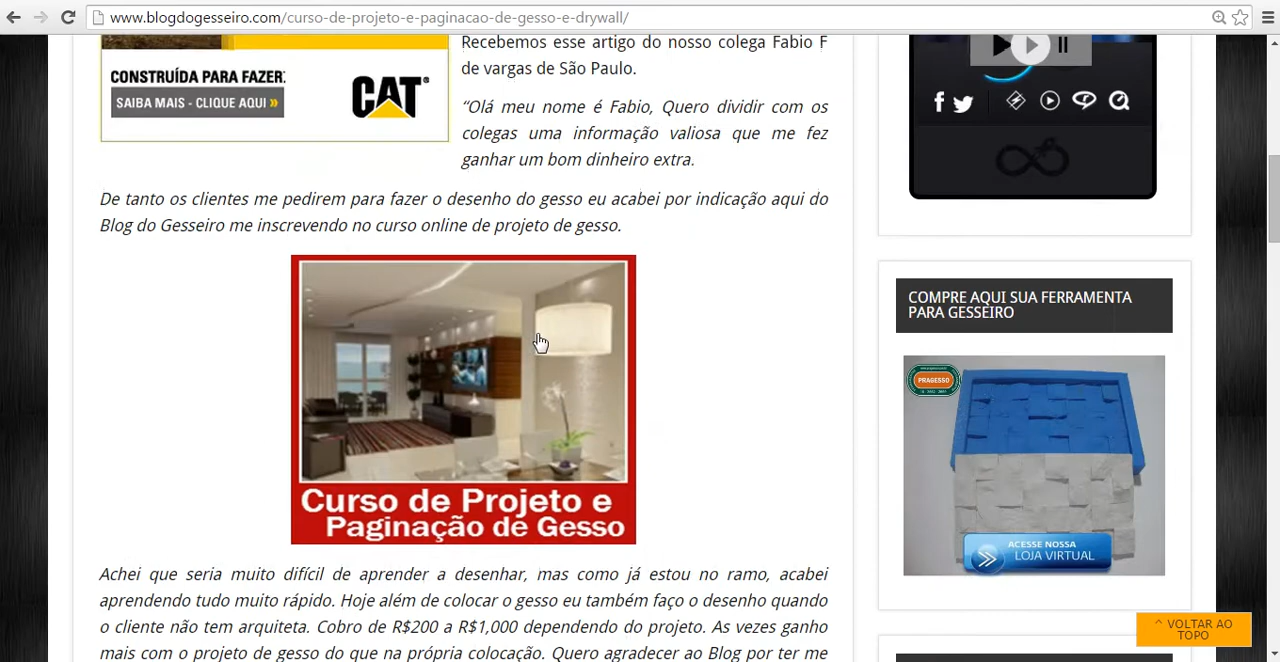 www.blogdogesseiro.com/curso-de-projeto-e-paginacao-de-gesso-e-drywall/
CONSTRUÍDA PARA FAZER.
SAIBA MAIS - CLIQUE AQUI »
CAT
Recebemos esse artigo do nosso colega Fabio F
de vargas de São Paulo.
“Olá meu nome é Fabio, Quero dividir com os
colegas uma informação valiosa que me fez
ganhar um bom dinheiro extra.
De tanto os clientes me pedirem para fazer o desenho do gesso eu acabei por indicação aqui do
Blog do Gesseiro me inscrevendo no curso online de projeto de gesso.
Curso de Projeto e
Paginação de Gesso
Achei que seria muito difícil de aprender a desenhar, mas como já estou no ramo, acabei
aprendendo tudo muito rápido. Hoje além de colocar o gesso eu também faço o desenho quando
o cliente não tem arquiteta. Cobro de R$200 a R$1,000 dependendo do projeto. As vezes ganho
mais com o projeto de gesso do que na própria colocação. Quero agradecer ao Blog por ter me
COMPRE AQUI SUA FERRAMENTA
PARA GESSEIRO
PRAGESSO
ACESSE NOSSA
LOJA VIRTUAL
^ VOLTAR AO
TOPO